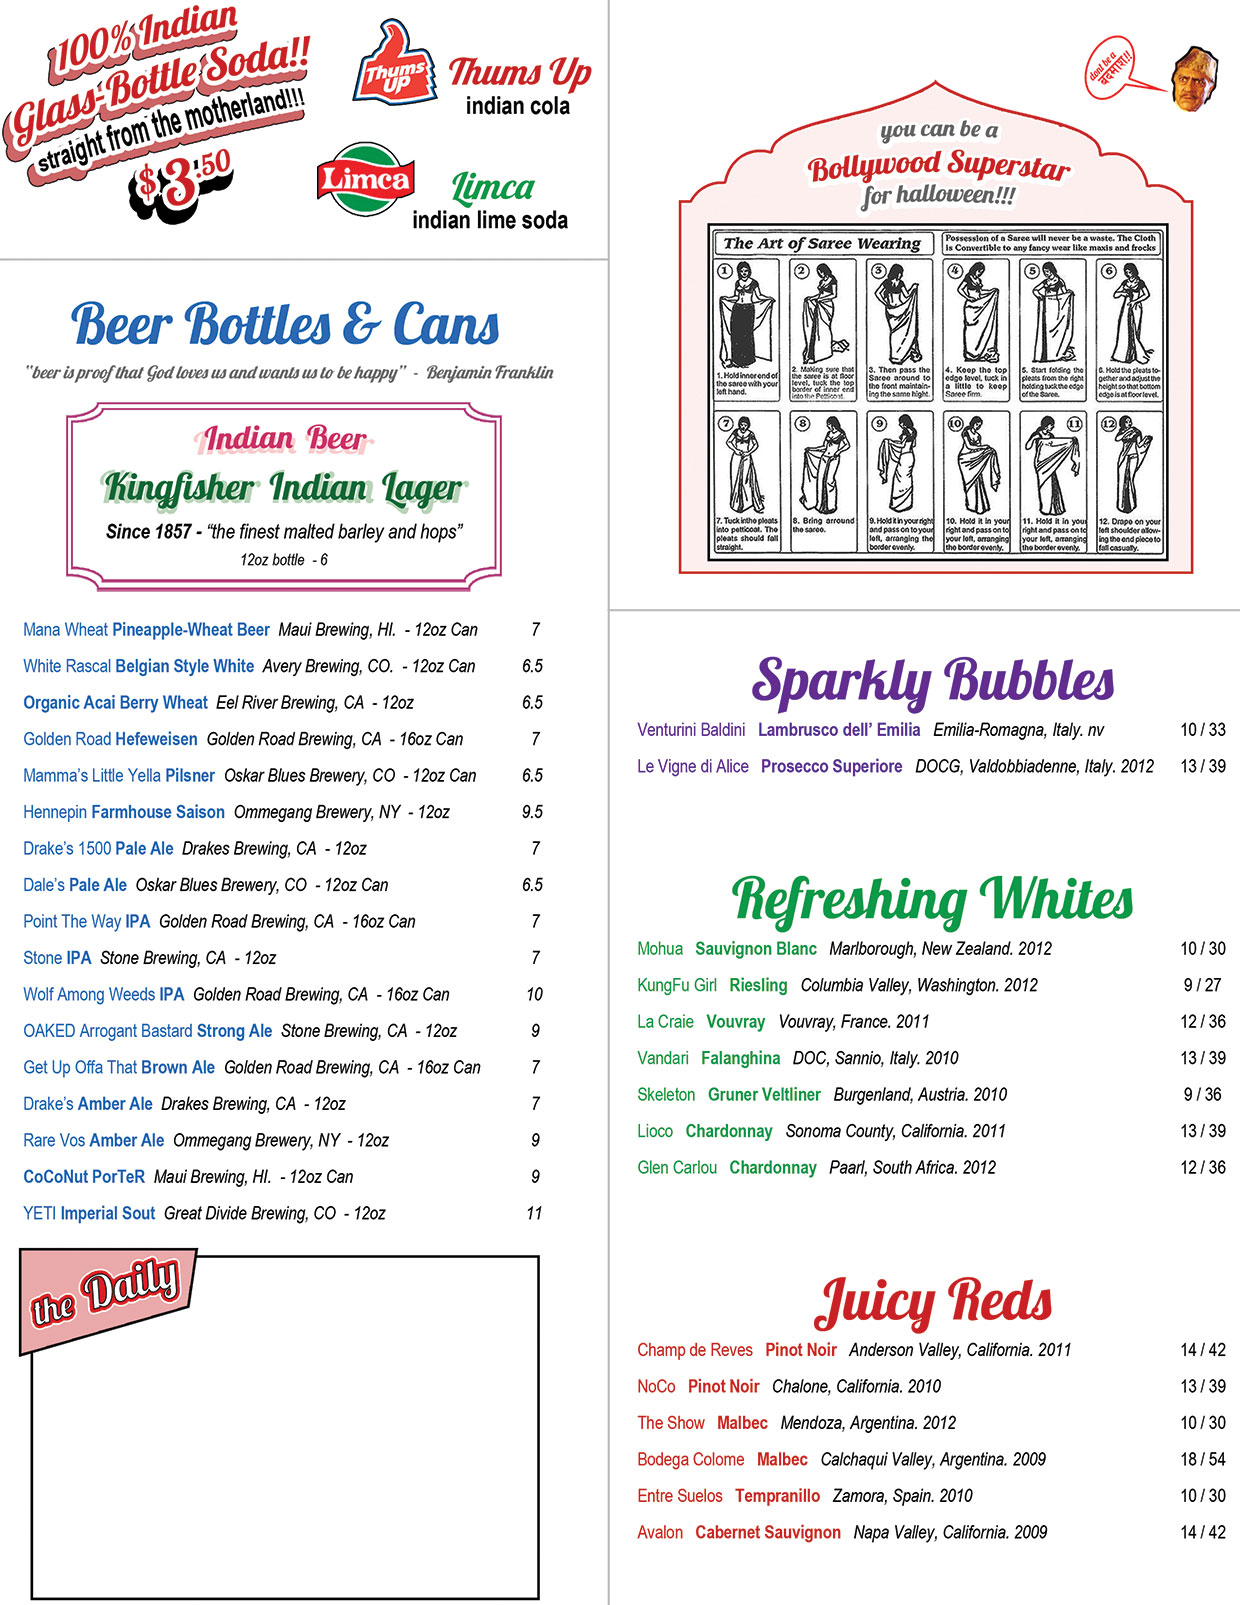 100% Indian
Glass-Bottle Soda!!
straight from the motherland!!!
$3.50
Thums UP
Thums Up
indian cola
Limca
Limca
indian lime soda
Beer Bottles & Cans
"beer is proof that God loves us and wants us to be happy" - Benjamin Franklin
Indian Beer
Kingfisher Indian Lager
Since 1857 - "the finest malted barley and hops"
12oz bottle - 6
Mana Wheat Pineapple-Wheat Beer Maui Brewing, HI. - 12oz Can 7
White Rascal Belgian Style White Avery Brewing, CO. - 12oz Can 6.5
Organic Acai Berry Wheat Eel River Brewing, CA - 12oz 6.5
Golden Road Hefeweisen Golden Road Brewing, CA - 16oz Can 7
Mamma's Little Yella Pilsner Oskar Blues Brewery, CO - 12oz Can 6.5
Hennepin Farmhouse Saison Ommegang Brewery, NY - 12oz 9.5
Drake's 1500 Pale Ale Drakes Brewing, CA - 12oz 7
Dale's Pale Ale Oskar Blues Brewery, CO - 12oz Can 6.5
Point The Way IPA Golden Road Brewing, CA - 16oz Can 7
Stone IPA Stone Brewing, CA - 12oz 7
Wolf Among Weeds IPA Golden Road Brewing, CA - 16oz Can 10
OAKED Arrogant Bastard Strong Ale Stone Brewing, CA - 12oz 9
Get Up Offa That Brown Ale Golden Road Brewing, CA - 16oz Can 7
Drake's Amber Ale Drakes Brewing, CA - 12oz 7
Rare Vos Amber Ale Ommegang Brewery, NY - 12oz 9
CoCoNut PorTeR Maui Brewing, HI. - 12oz Can 9
YETI Imperial Sout Great Divide Brewing, CO - 12oz 11
the Daily
dont be a
बदमाश!!
you can be a
Bollywood Superstar
for halloween!!!
The Art of Saree Wearing
Possession of a Saree will never be a waste. The Cloth
is Convertible to any fancy wear like maxis and frocks
1
1. Hold inner end of
the saree with your
left hand.
2
2. Making sure that
the saree is at floor
level, tuck the top
border of inner end
into the Petticoat.
3
3. Then pass the
Saree around to
the front maintain-
ing the same hight.
4
4. Keep the top
edge level, tuck in
a little to keep
Saree firm.
5
5. Start folding the
pleats from the right
holding tuck the edge
of the Saree.
6
6. Hold the pleats to-
gether and adjust the
height so that bottom
edge is at floor level.
7
7. Tuck in the pleats
into petticoat. The
pleats should fall
straight.
8
8. Bring arround
the saree.
9
9. Hold it in your right
and pass on to your
left, arranging the
border evenly.
10
10. Hold it in your
right and pass on to
your left, arranging
the border evenly.
11
11. Hold it in your
right and pass on to
your left, arranging
the border evenly.
12
12. Drape on your
left shoulder allow-
ing the end piece to
fall casually.
Sparkly Bubbles
Venturini Baldini Lambrusco dell' Emilia Emilia-Romagna, Italy. nv 10 / 33
Le Vigne di Alice Prosecco Superiore DOCG, Valdobbiadenne, Italy. 2012 13 / 39
Refreshing Whites
Mohua Sauvignon Blanc Marlborough, New Zealand. 2012 10 / 30
KungFu Girl Riesling Columbia Valley, Washington. 2012 9 / 27
La Craie Vouvray Vouvray, France. 2011 12 / 36
Vandari Falanghina DOC, Sannio, Italy. 2010 13 / 39
Skeleton Gruner Veltliner Burgenland, Austria. 2010 9 / 36
Lioco Chardonnay Sonoma County, California. 2011 13 / 39
Glen Carlou Chardonnay Paarl, South Africa. 2012 12 / 36
Juicy Reds
Champ de Reves Pinot Noir Anderson Valley, California. 2011 14 / 42
NoCo Pinot Noir Chalone, California. 2010 13 / 39
The Show Malbec Mendoza, Argentina. 2012 10 / 30
Bodega Colome Malbec Calchaqui Valley, Argentina. 2009 18 / 54
Entre Suelos Tempranillo Zamora, Spain. 2010 10 / 30
Avalon Cabernet Sauvignon Napa Valley, California. 2009 14 / 42